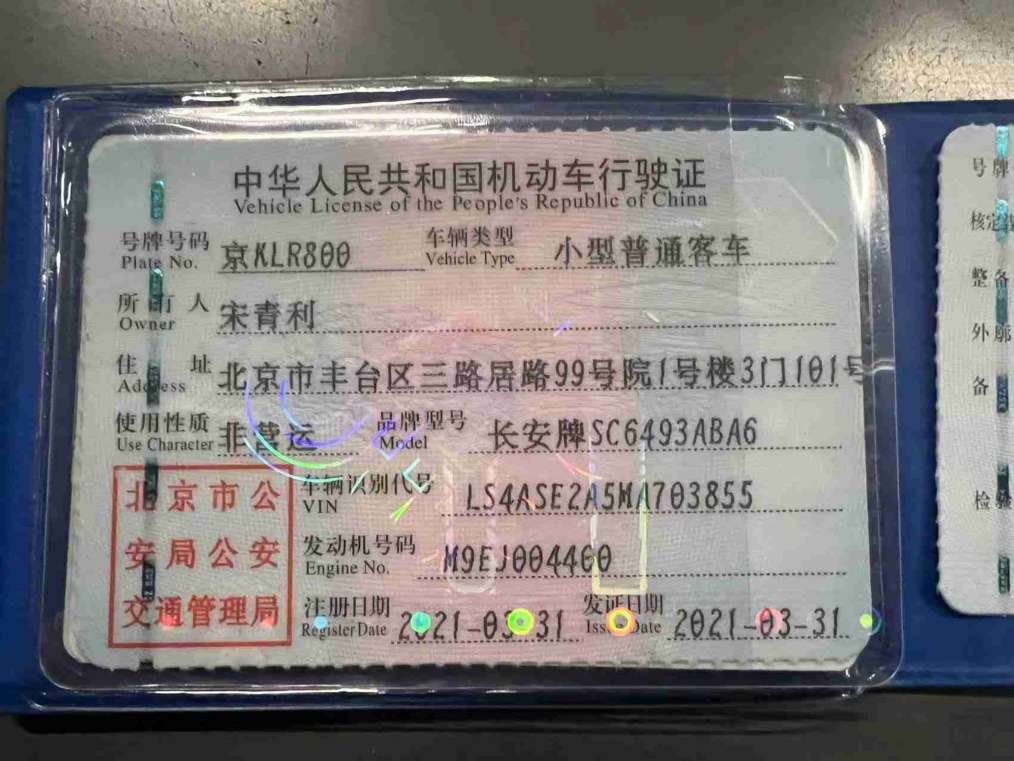 中华人民共和国机动车行驶证
Vehicle License of the People's Republic of China
号牌号码 京KLR800 车辆类型 小型普通客车
Plate No. Vehicle Type
所有人 宋青利
Owner
住址 北京市丰台区三路居路99号院1号楼3门101号
Address
使用性质 非营运 品牌型号 长安牌SC6493ABA6
Use Character Model
车辆识别代号 LS4ASE2A5MA703855
VIN
发动机号码 M9EJ004460
Engine No.
注册日期 2021-03-31 发证日期 2021-03-31
Register Date Issue Date
北京市公
安局公安
交通管理局
号牌
核定
整备
外廓
备
检验